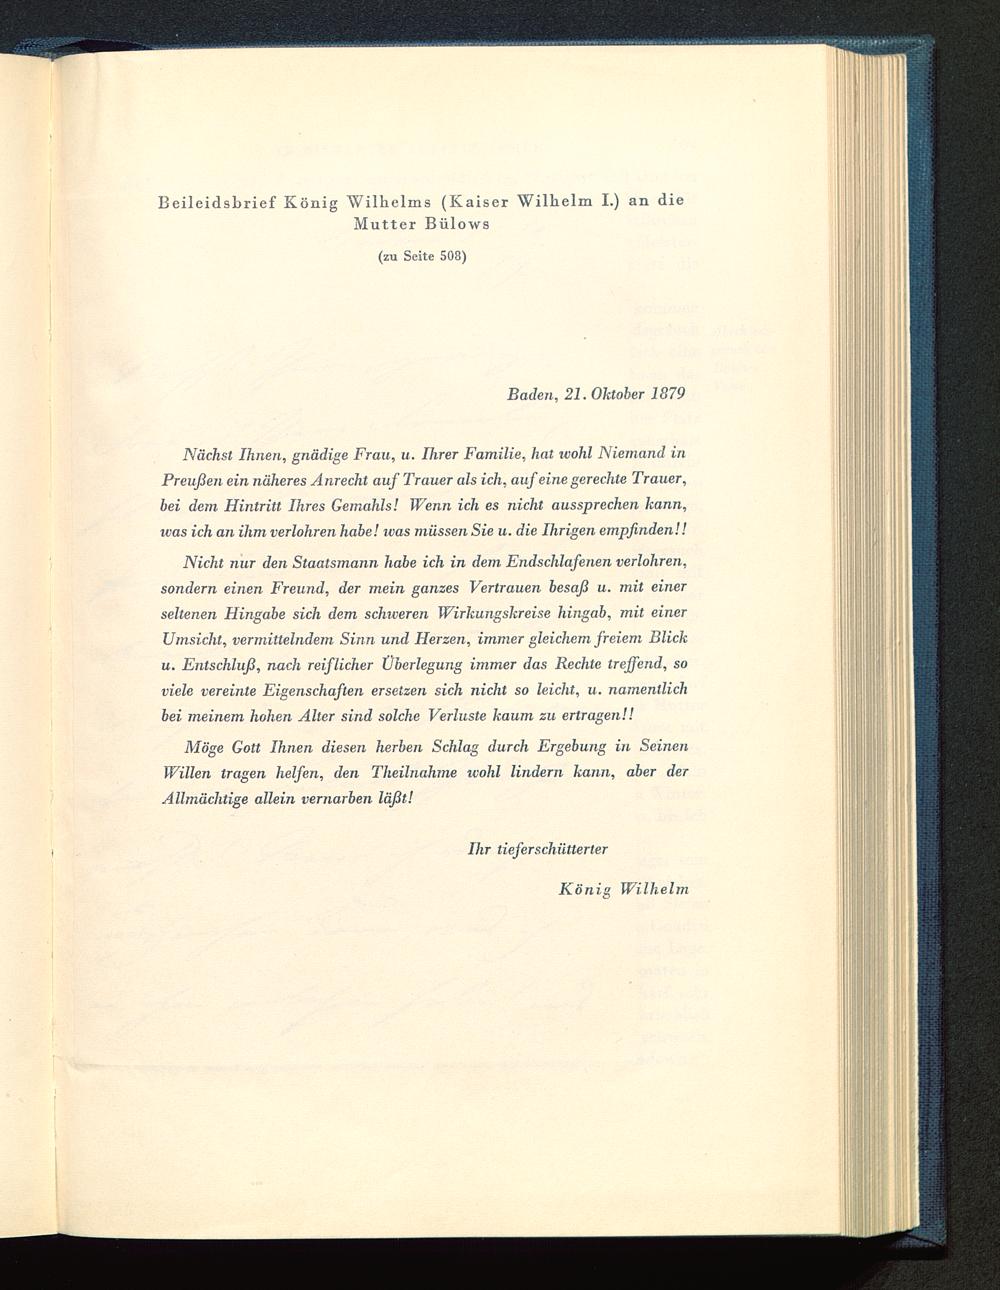 Beileidsbrief König Wilhelms (Kaiser Wilhelm I.) an die
Mutter Bülows
(zu Seite 508)
Baden, 21. Oktober 1879
Nächst Ihnen, gnädige Frau, u. Ihrer Familie, hat wohl Niemand in
Preußen ein näheres Anrecht auf Trauer als ich, auf eine gerechte Trauer,
bei dem Hintritt Ihres Gemahls! Wenn ich es nicht aussprechen kann,
was ich an ihm verlohren habe! was müssen Sie u. die Ihrigen empfinden!!
Nicht nur den Staatsmann habe ich in dem Endschlafenen verlohren,
sondern einen Freund, der mein ganzes Vertrauen besaß u. mit einer
seltenen Hingabe sich dem schweren Wirkungskreise hingab, mit einer
Umsicht, vermittelndem Sinn und Herzen, immer gleichem freiem Blick
u. Entschluß, nach reiflicher Überlegung immer das Rechte treffend, so
viele vereinte Eigenschaften ersetzen sich nicht so leicht, u. namentlich
bei meinem hohen Alter sind solche Verluste kaum zu ertragen!!
Möge Gott Ihnen diesen herben Schlag durch Ergebung in Seinen
Willen tragen helfen, den Theilnahme wohl lindern kann, aber der
Allmächtige allein vernarben läßt!
Ihr tieferschütterter
König Wilhelm